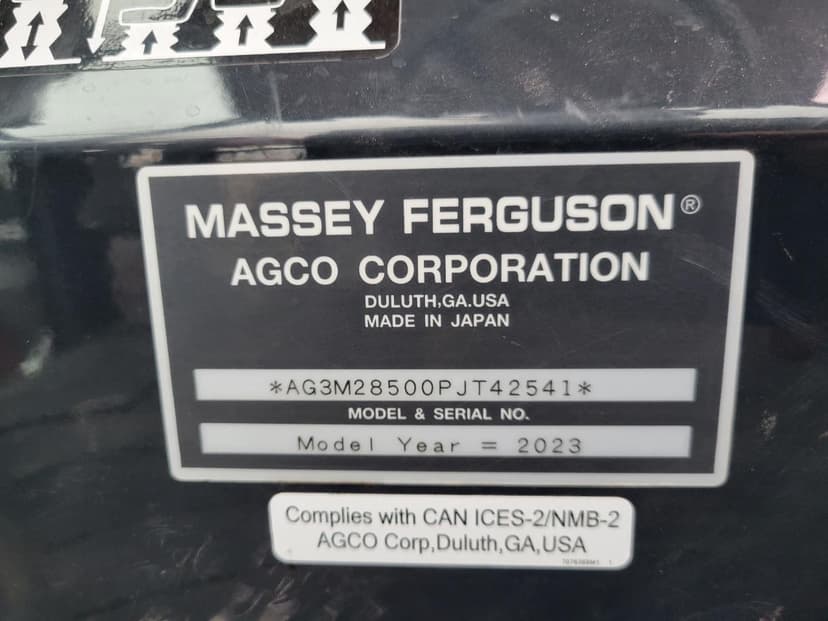 MASSEY FERGUSON®
AGCO CORPORATION
DULUTH,GA.USA
MADE IN JAPAN
*AG3M28500PJT42541*
MODEL & SERIAL NO.
Model Year = 2023
Complies with CAN ICES-2/NMB-2
AGCO Corp,Duluth,GA,USA